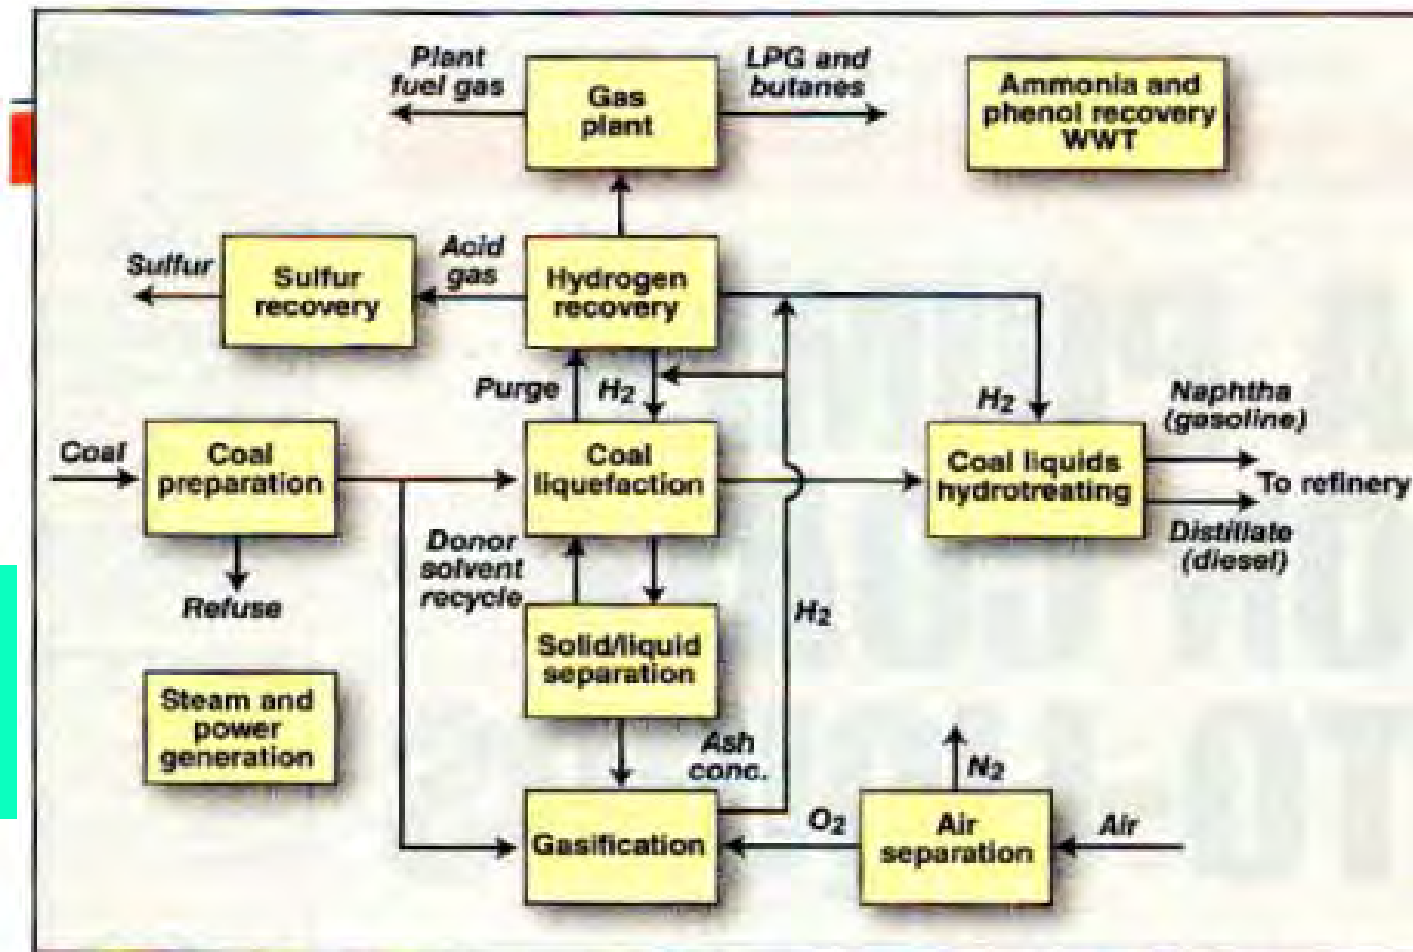 Plant
fuel gas
Gas
plant
LPG and
butanes
Ammonia and
phenol recovery
WWT
Sulfur
Sulfur
recovery
Acid
gas
Hydrogen
recovery
Purge
H2
H2
Naphtha
(gasoline)
Coal
Coal
preparation
Coal
liquefaction
Coal liquids
hydrotreating
To refinery
Distillate
(diesel)
Refuse
Donor
solvent
recycle
H2
Solid/liquid
separation
Steam and
power
generation
Ash
conc.
N2
Gasification
O2
Air
separation
Air